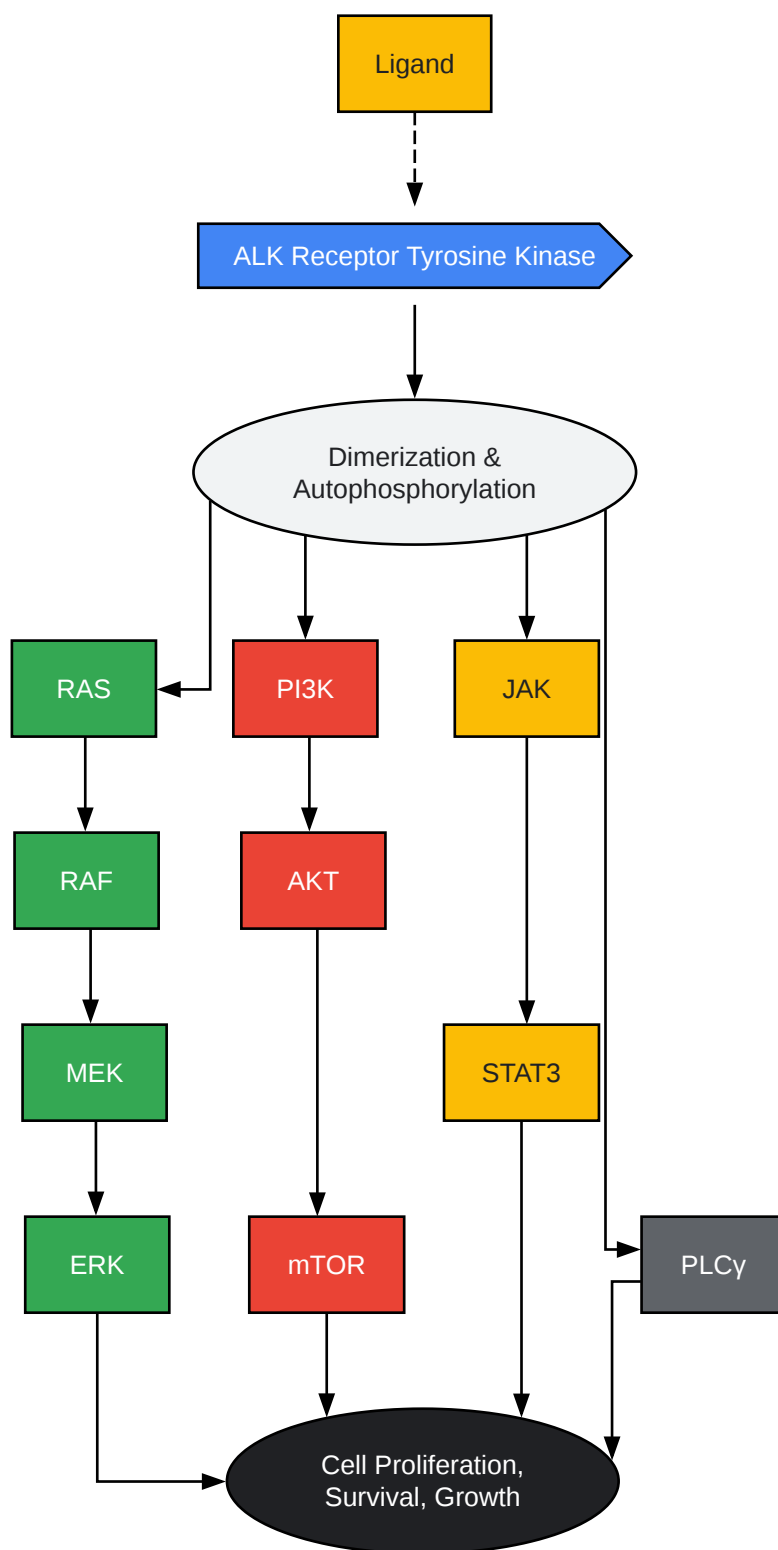 Ligand
ALK Receptor Tyrosine Kinase
Dimerization &
Autophosphorylation
RAS
PI3K
JAK
RAF
AKT
MEK
STAT3
ERK
mTOR
PLCγ
Cell Proliferation,
Survival, Growth